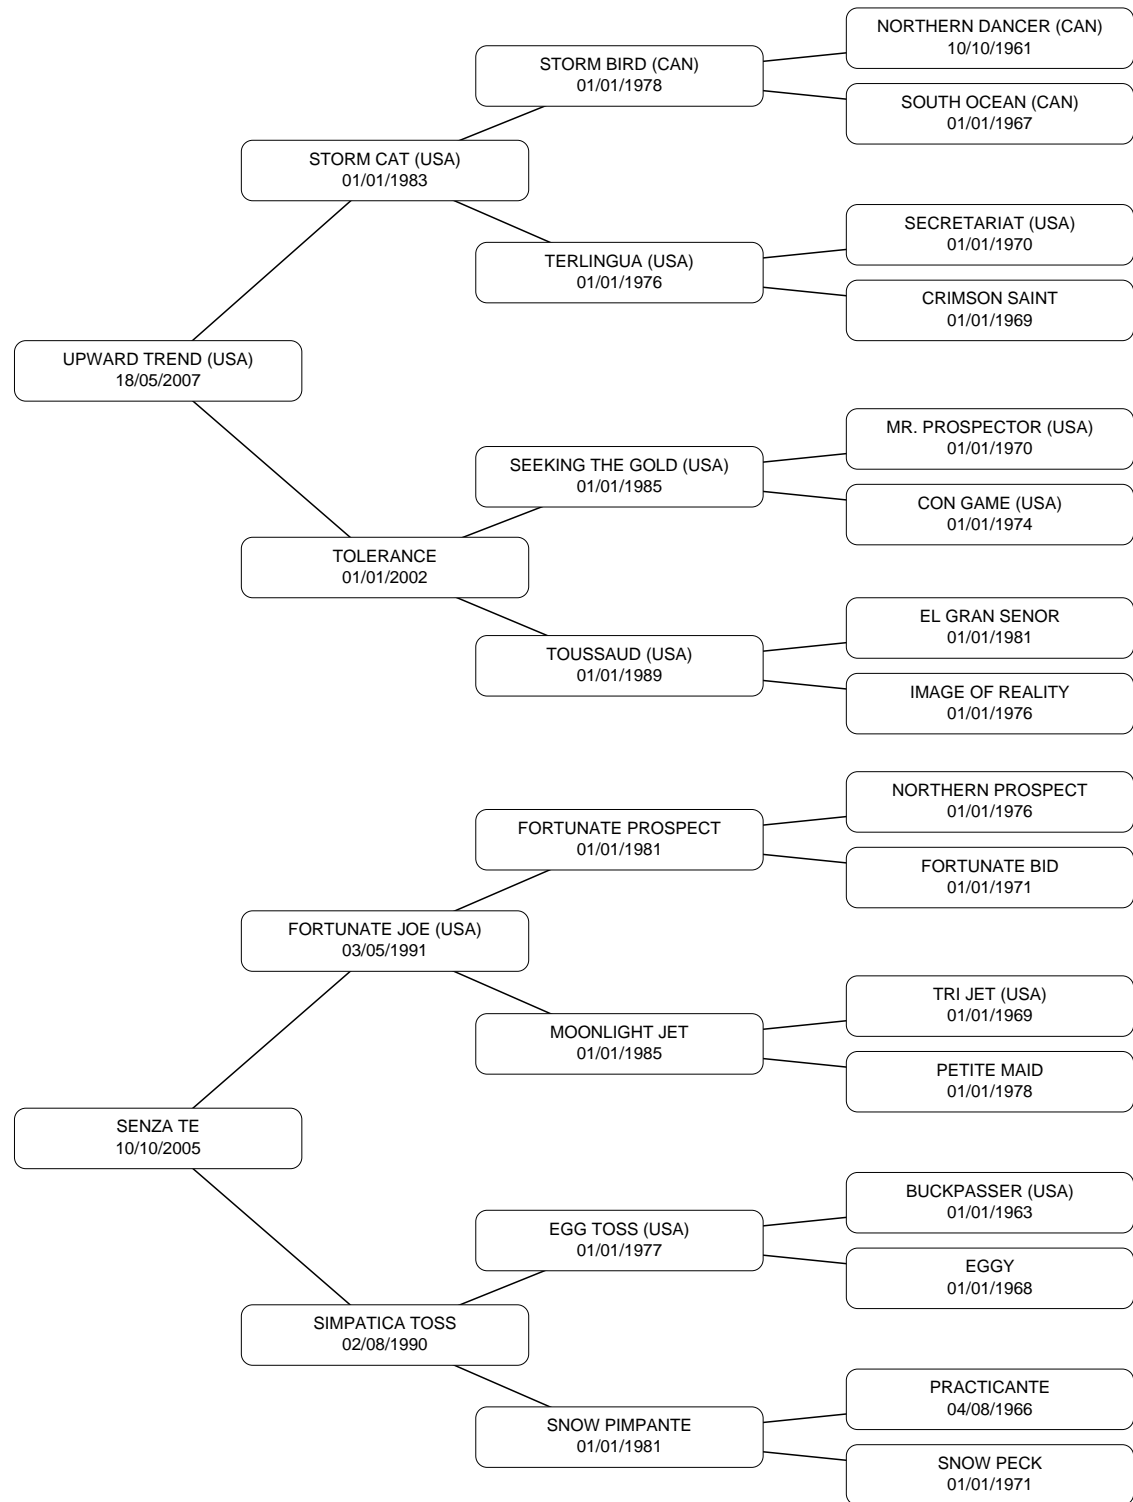 NORTHERN DANCER (CAN)
10/10/1961
STORM BIRD (CAN)
01/01/1978
SOUTH OCEAN (CAN)
01/01/1967
STORM CAT (USA)
01/01/1983
SECRETARIAT (USA)
01/01/1970
TERLINGUA (USA)
01/01/1976
CRIMSON SAINT
01/01/1969
UPWARD TREND (USA)
18/05/2007
MR. PROSPECTOR (USA)
01/01/1970
SEEKING THE GOLD (USA)
01/01/1985
CON GAME (USA)
01/01/1974
TOLERANCE
01/01/2002
EL GRAN SENOR
01/01/1981
TOUSSAUD (USA)
01/01/1989
IMAGE OF REALITY
01/01/1976
NORTHERN PROSPECT
01/01/1976
FORTUNATE PROSPECT
01/01/1981
FORTUNATE BID
01/01/1971
FORTUNATE JOE (USA)
03/05/1991
TRI JET (USA)
01/01/1969
MOONLIGHT JET
01/01/1985
PETITE MAID
01/01/1978
SENZA TE
10/10/2005
BUCKPASSER (USA)
01/01/1963
EGG TOSS (USA)
01/01/1977
EGGY
01/01/1968
SIMPATICA TOSS
02/08/1990
PRACTICANTE
04/08/1966
SNOW PIMPANTE
01/01/1981
SNOW PECK
01/01/1971